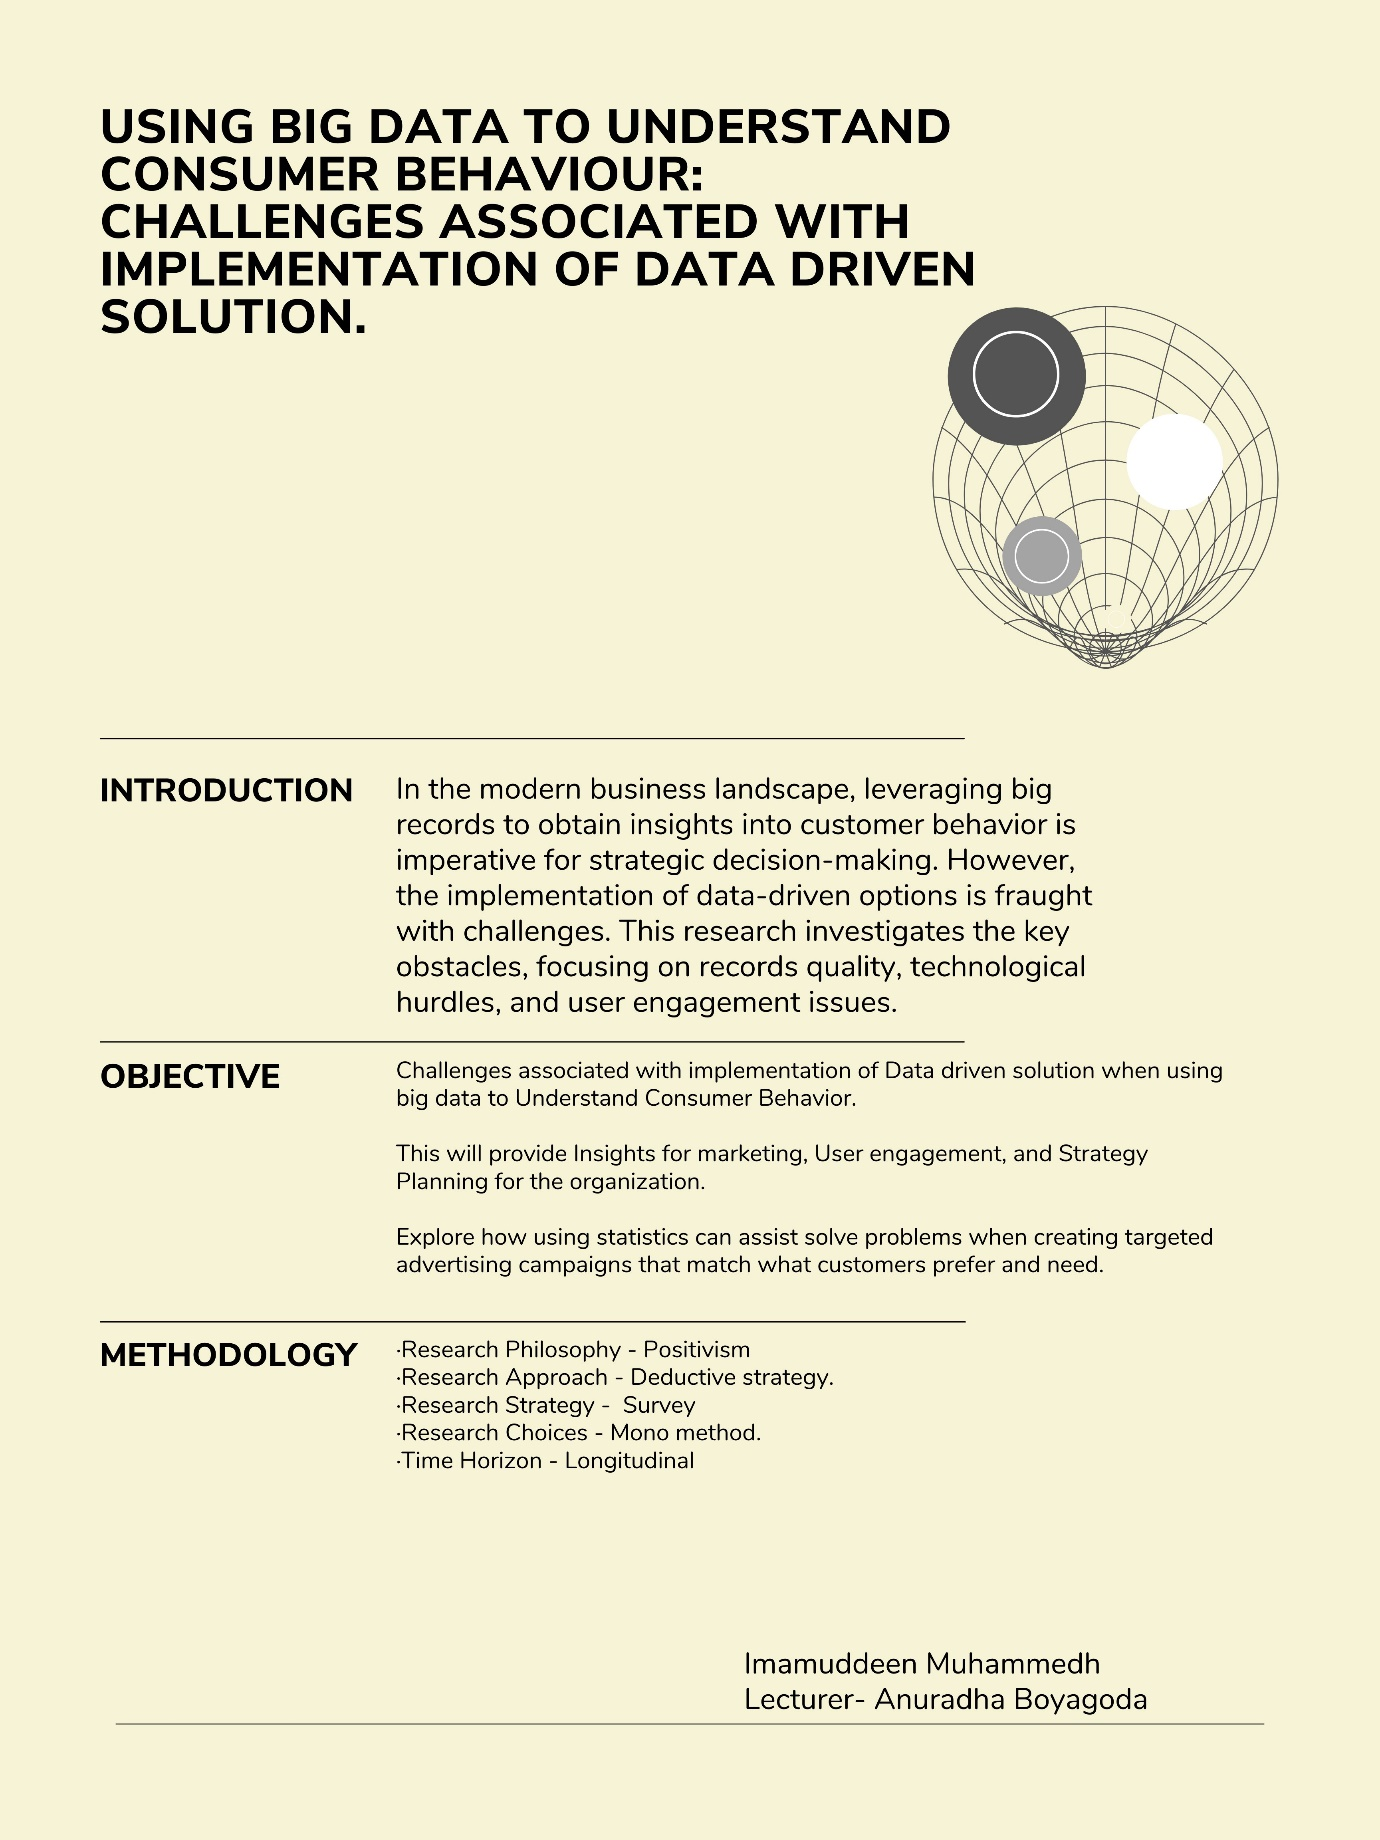 USING BIG DATA TO UNDERSTAND
CONSUMER BEHAVIOUR:
CHALLENGES ASSOCIATED WITH
IMPLEMENTATION OF DATA DRIVEN
SOLUTION.
INTRODUCTION
In the modern business landscape, leveraging big
records to obtain insights into customer behavior is
imperative for strategic decision-making. However,
the implementation of data-driven options is fraught
with challenges. This research investigates the key
obstacles, focusing on records quality, technological
hurdles, and user engagement issues.
OBJECTIVE
Challenges associated with implementation of Data driven solution when using
big data to Understand Consumer Behavior.
This will provide Insights for marketing, User engagement, and Strategy
Planning for the organization.
Explore how using statistics can assist solve problems when creating targeted
advertising campaigns that match what customers prefer and need.
METHODOLOGY
·Research Philosophy - Positivism
·Research Approach - Deductive strategy.
·Research Strategy -  Survey
·Research Choices - Mono method.
·Time Horizon - Longitudinal
Imamuddeen Muhammedh
Lecturer- Anuradha Boyagoda